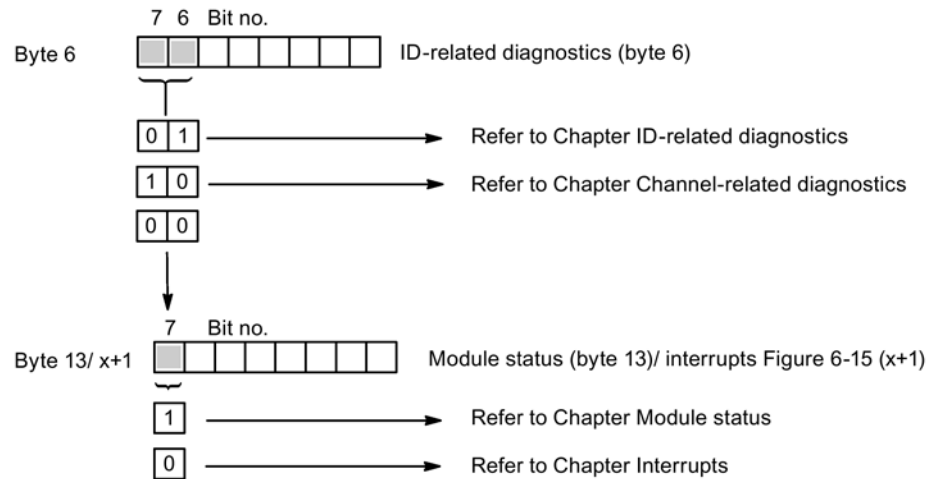 7 6 Bit no.
Byte 6 ID-related diagnostics (byte 6)
0 1 Refer to Chapter ID-related diagnostics
1 0 Refer to Chapter Channel-related diagnostics
0 0
7 Bit no.
Byte 13/ x+1 Module status (byte 13)/ interrupts Figure 6-15 (x+1)
1 Refer to Chapter Module status
0 Refer to Chapter Interrupts